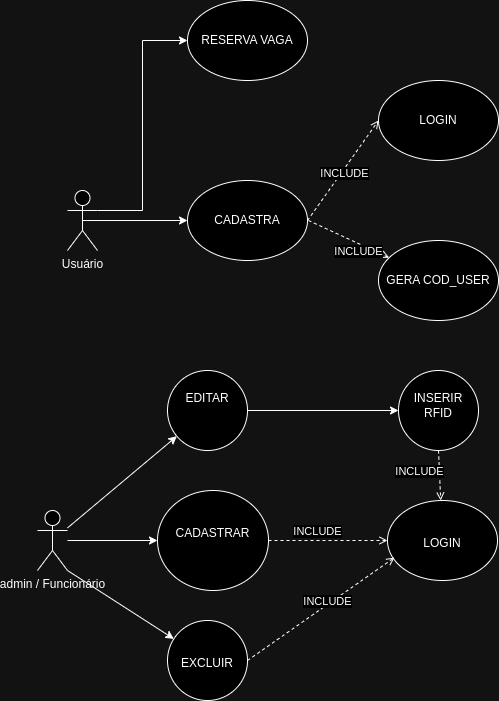 RESERVA VAGA
LOGIN
INCLUDE
CADASTRA
INCLUDE
Usuário
GERA COD_USER
EDITAR
INSERIR
RFID
INCLUDE
CADASTRAR
INCLUDE
LOGIN
admin / Funcionário
INCLUDE
EXCLUIR